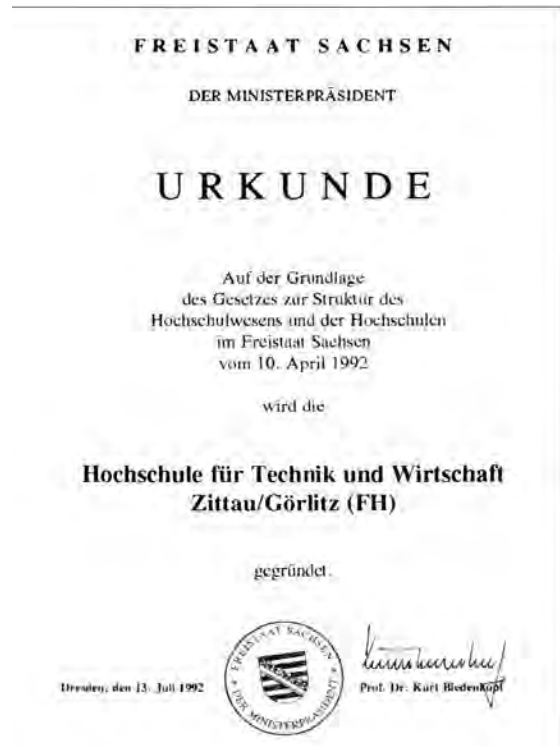 FREISTAAT SACHSEN
DER MINISTERPRÄSIDENT
URKUNDE
Auf der Grundlage
des Gesetzes zur Struktur des
Hochschulwesens und der Hochschulen
im Freistaat Sachsen
vom 10. April 1992
wird die
Hochschule für Technik und Wirtschaft
Zittau/Görlitz (FH)
gegründet.
FREISTAAT SACHSEN
DER MINISTERPRÄSIDENT
Dresden, den 13. Juli 1992
Prof. Dr. Kurt Biedenkopf